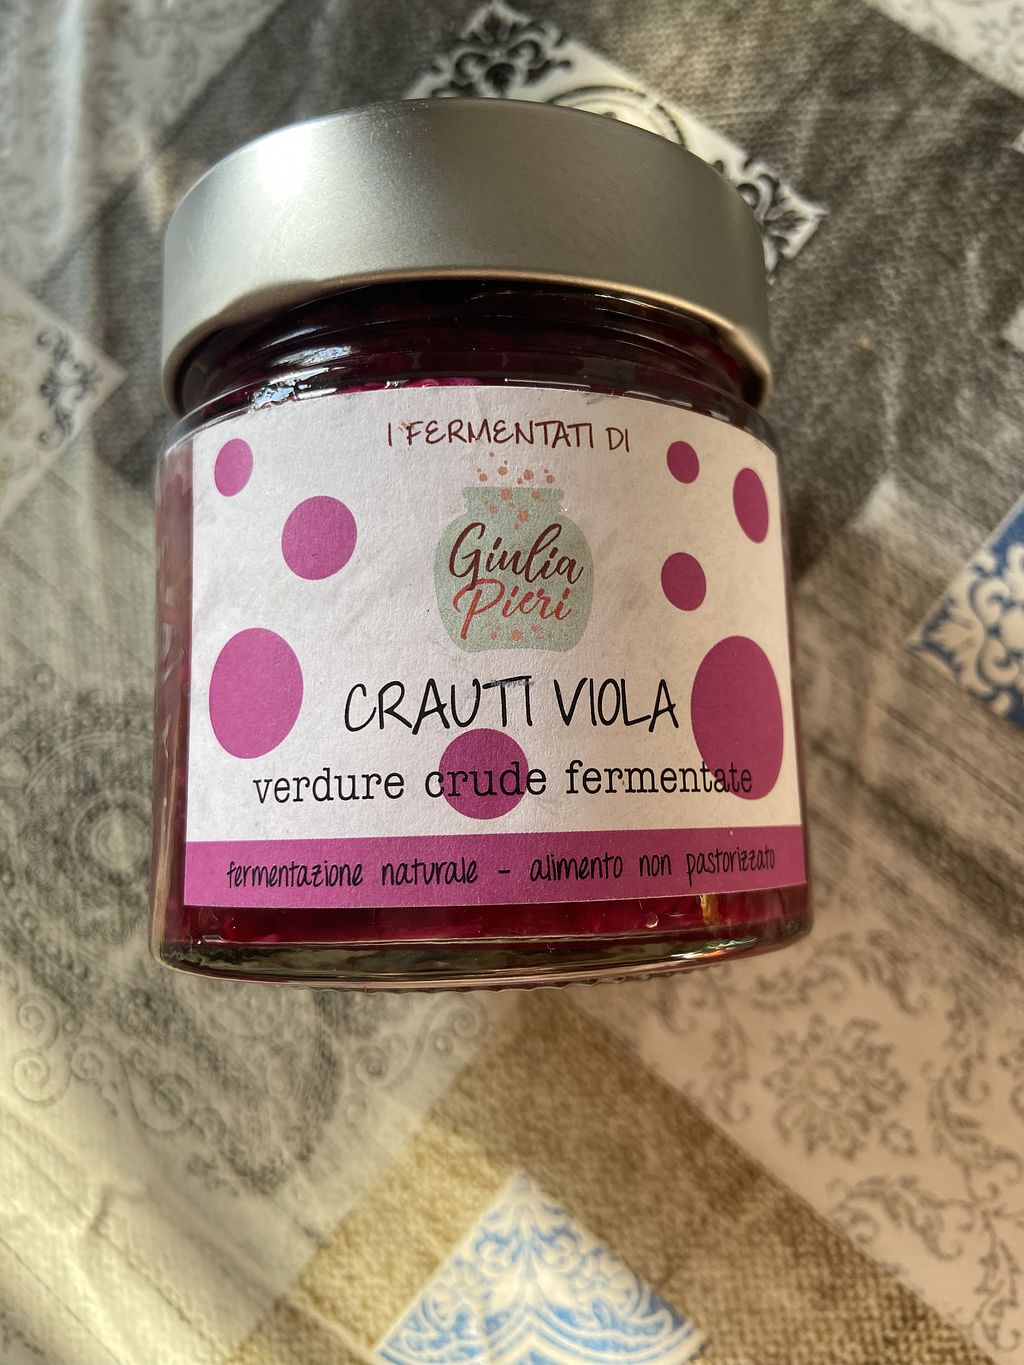 I FERMENTATI DI
Giulia
Pieri
CRAUTI VIOLA
verdure crude fermentate
fermentazione naturale - alimento non pastorizzato